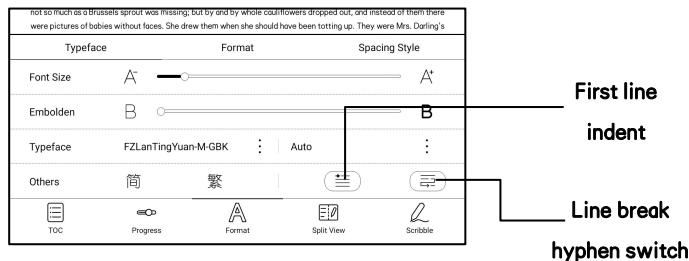 not so much as a Brussels sprout was missing; but by and by whole cauliflowers dropped out, and instead of them there
were pictures of babies without faces. She drew them when she should have been totting up. They were Mrs. Darling's
Typeface Format Spacing Style
Font Size A- A+
Embolden B B
Typeface FZLanTingYuan-M-GBK Auto
Others 简 繁
TOC Progress Format Split View Scribble
First line
indent
Line break
hyphen switch